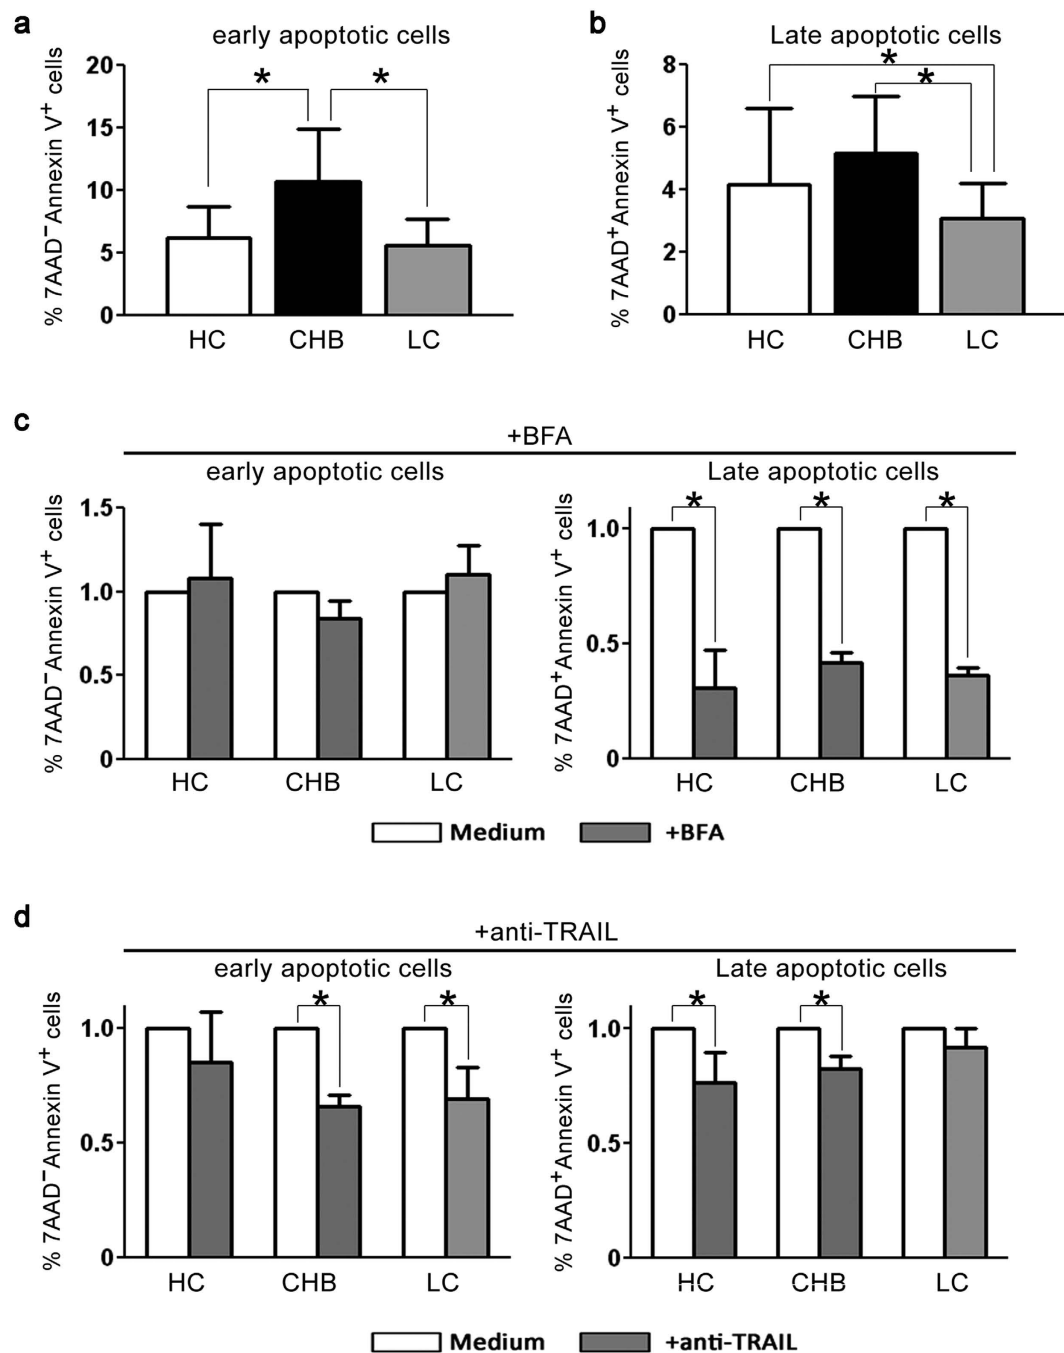 a
early apoptotic cells
% 7AAD⁻Annexin V⁺ cells
20
15
10
5
0
*
*
HC CHB LC
b
Late apoptotic cells
% 7AAD⁺Annexin V⁺ cells
8
6
4
2
0
*
*
HC CHB LC
c
+BFA
early apoptotic cells
% 7AAD⁻Annexin V⁺ cells
1.5
1.0
0.5
0
HC CHB LC
Late apoptotic cells
% 7AAD⁺Annexin V⁺ cells
1.0
0.5
0
* * *
HC CHB LC
Medium +BFA
d
+anti-TRAIL
early apoptotic cells
% 7AAD⁻Annexin V⁺ cells
1.0
0.5
0
* *
HC CHB LC
Late apoptotic cells
% 7AAD⁺Annexin V⁺ cells
1.0
0.5
0
* *
HC CHB LC
Medium +anti-TRAIL